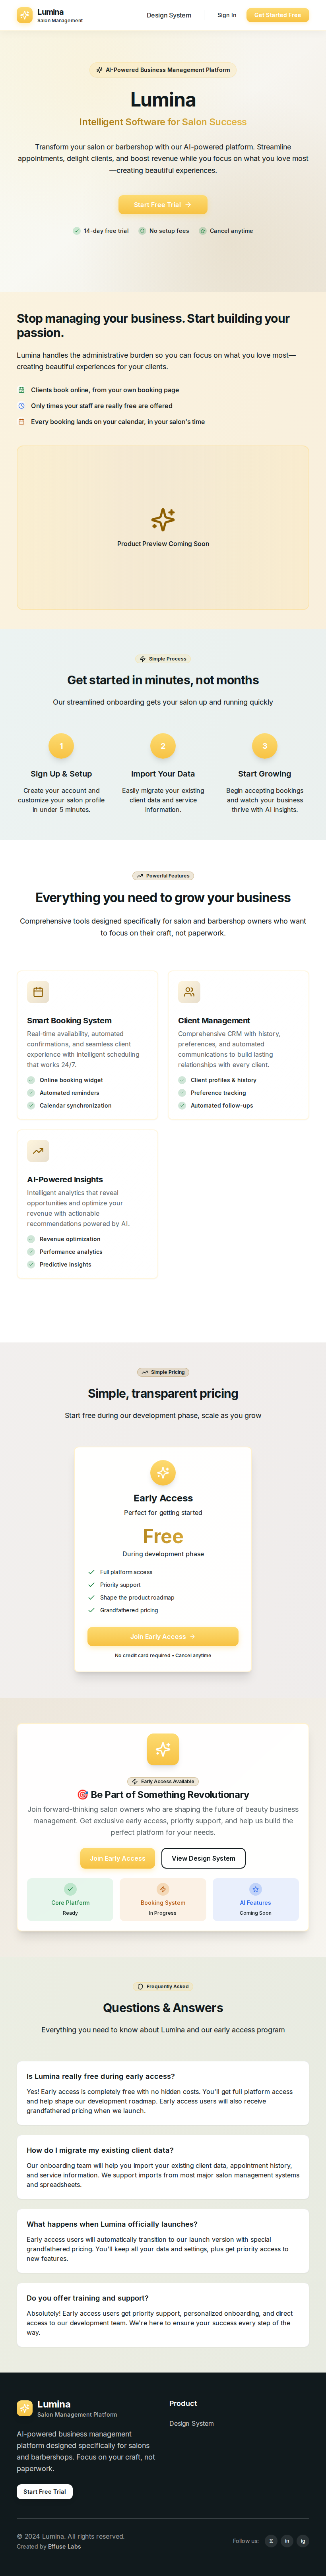 Lumina
Salon Management
Design System
Sign In
Get Started Free
AI-Powered Business Management Platform
Lumina
Intelligent Software for Salon Success
Transform your salon or barbershop with our AI-powered platform. Streamline
appointments, delight clients, and boost revenue while you focus on what you love most
—creating beautiful experiences.
Start Free Trial
14-day free trial
No setup fees
Cancel anytime
Stop managing your business. Start building your
passion.
Lumina handles the administrative burden so you can focus on what you love most—
creating beautiful experiences for your clients.
Clients book online, from your own booking page
Only times your staff are really free are offered
Every booking lands on your calendar, in your salon's time
Product Preview Coming Soon
Simple Process
Get started in minutes, not months
Our streamlined onboarding gets your salon up and running quickly
1
Sign Up & Setup
Create your account and
customize your salon profile
in under 5 minutes.
2
Import Your Data
Easily migrate your existing
client data and service
information.
3
Start Growing
Begin accepting bookings
and watch your business
thrive with AI insights.
Powerful Features
Everything you need to grow your business
Comprehensive tools designed specifically for salon and barbershop owners who want
to focus on their craft, not paperwork.
Smart Booking System
Real-time availability, automated
confirmations, and seamless client
experience with intelligent scheduling
that works 24/7.
Online booking widget
Automated reminders
Calendar synchronization
Client Management
Comprehensive CRM with history,
preferences, and automated
communications to build lasting
relationships with every client.
Client profiles & history
Preference tracking
Automated follow-ups
AI-Powered Insights
Intelligent analytics that reveal
opportunities and optimize your
revenue with actionable
recommendations powered by AI.
Revenue optimization
Performance analytics
Predictive insights
Simple Pricing
Simple, transparent pricing
Start free during our development phase, scale as you grow
Early Access
Perfect for getting started
Free
During development phase
Full platform access
Priority support
Shape the product roadmap
Grandfathered pricing
Join Early Access
No credit card required • Cancel anytime
Early Access Available
🎯 Be Part of Something Revolutionary
Join forward-thinking salon owners who are shaping the future of beauty business
management. Get exclusive early access, priority support, and help us build the
perfect platform for your needs.
Join Early Access
View Design System
Core Platform
Ready
Booking System
In Progress
AI Features
Coming Soon
Frequently Asked
Questions & Answers
Everything you need to know about Lumina and our early access program
Is Lumina really free during early access?
Yes! Early access is completely free with no hidden costs. You'll get full platform access
and help shape our development roadmap. Early access users will also receive
grandfathered pricing when we launch.
How do I migrate my existing client data?
Our onboarding team will help you import your existing client data, appointment history,
and service information. We support imports from most major salon management systems
and spreadsheets.
What happens when Lumina officially launches?
Early access users will automatically transition to our launch version with special
grandfathered pricing. You'll keep all your data and settings, plus get priority access to
new features.
Do you offer training and support?
Absolutely! Early access users get priority support, personalized onboarding, and direct
access to our development team. We're here to ensure your success every step of the
way.
Lumina
Salon Management Platform
AI-powered business management
platform designed specifically for salons
and barbershops. Focus on your craft, not
paperwork.
Start Free Trial
Product
Design System
© 2024 Lumina. All rights reserved.
Created by Effuse Labs
Follow us:
𝕏
in
ig